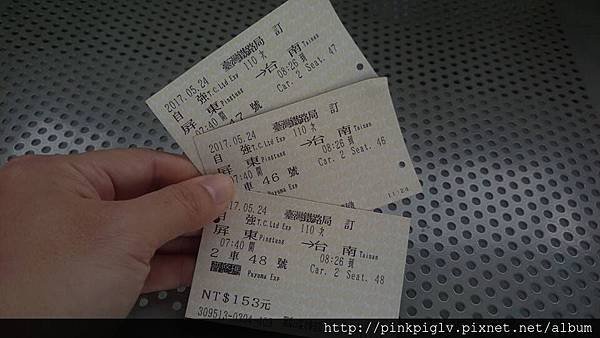 2017.05.24 臺灣鐵路局 訂
自 強 T.C.Ltd Exp 110 次
屏 東 Pingtung → 台 南 Tainan
07:40 開 08:26 到
Car. 2 Seat. 47
2017.05.24 臺灣鐵路局 訂
自 強 T.C.Ltd Exp 110 次
屏 東 Pingtung → 台 南 Tainan
07:40 開 08:26 到
車 46 號 Car. 2 Seat. 46
Puyuma Exp
11:24
2017.05.24 臺灣鐵路局 訂
自 強 T.C.Ltd Exp 110 次
屏 東 Pingtung → 台 南 Tainan
07:40 開 08:26 到
2 車 48 號 Car. 2 Seat. 48
Puyuma Exp
NT$153元
http://pinkpiglv.pixnet.net/album